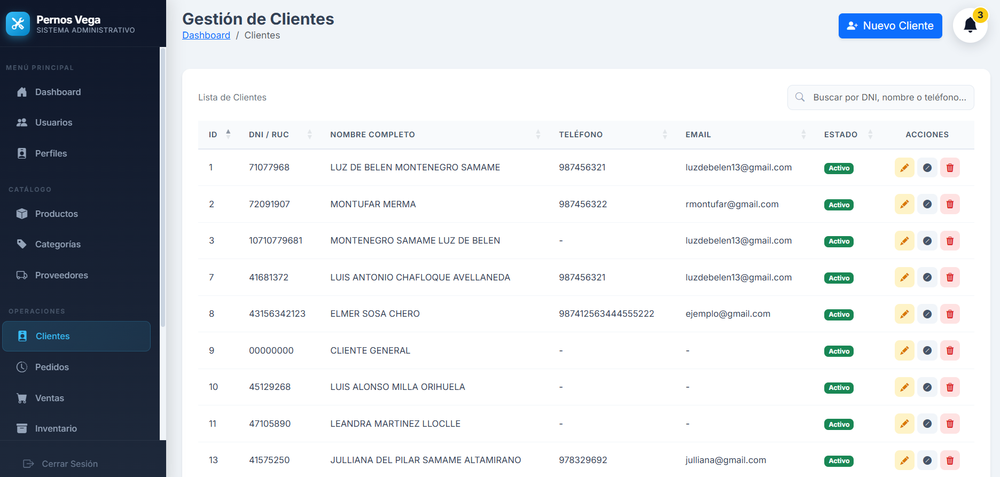 Pernos Vega
SISTEMA ADMINISTRATIVO
MENÚ PRINCIPAL
Dashboard
Usuarios
Perfiles
CATÁLOGO
Productos
Categorías
Proveedores
OPERACIONES
Clientes
Pedidos
Ventas
Inventario
Cerrar Sesión
Gestión de Clientes
Dashboard / Clientes
Nuevo Cliente
3
Lista de Clientes
Buscar por DNI, nombre o teléfono...
ID DNI / RUC NOMBRE COMPLETO TELÉFONO EMAIL ESTADO ACCIONES
1 71077968 LUZ DE BELEN MONTENEGRO SAMAME 987456321 luzdebelen13@gmail.com Activo
2 72091907 MONTUFAR MERMA 987456322 rmontufar@gmail.com Activo
3 10710779681 MONTENEGRO SAMAME LUZ DE BELEN - luzdebelen13@gmail.com Activo
7 41681372 LUIS ANTONIO CHAFLOQUE AVELLANEDA 987456321 luzdebelen13@gmail.com Activo
8 43156342123 ELMER SOSA CHERO 987412563444555222 ejemplo@gmail.com Activo
9 00000000 CLIENTE GENERAL - - Activo
10 45129268 LUIS ALONSO MILLA ORIHUELA - - Activo
11 47105890 LEANDRA MARTINEZ LLOCLLE - - Activo
13 41575250 JULLIANA DEL PILAR SAMAME ALTAMIRANO 978329692 julliana@gmail.com Activo